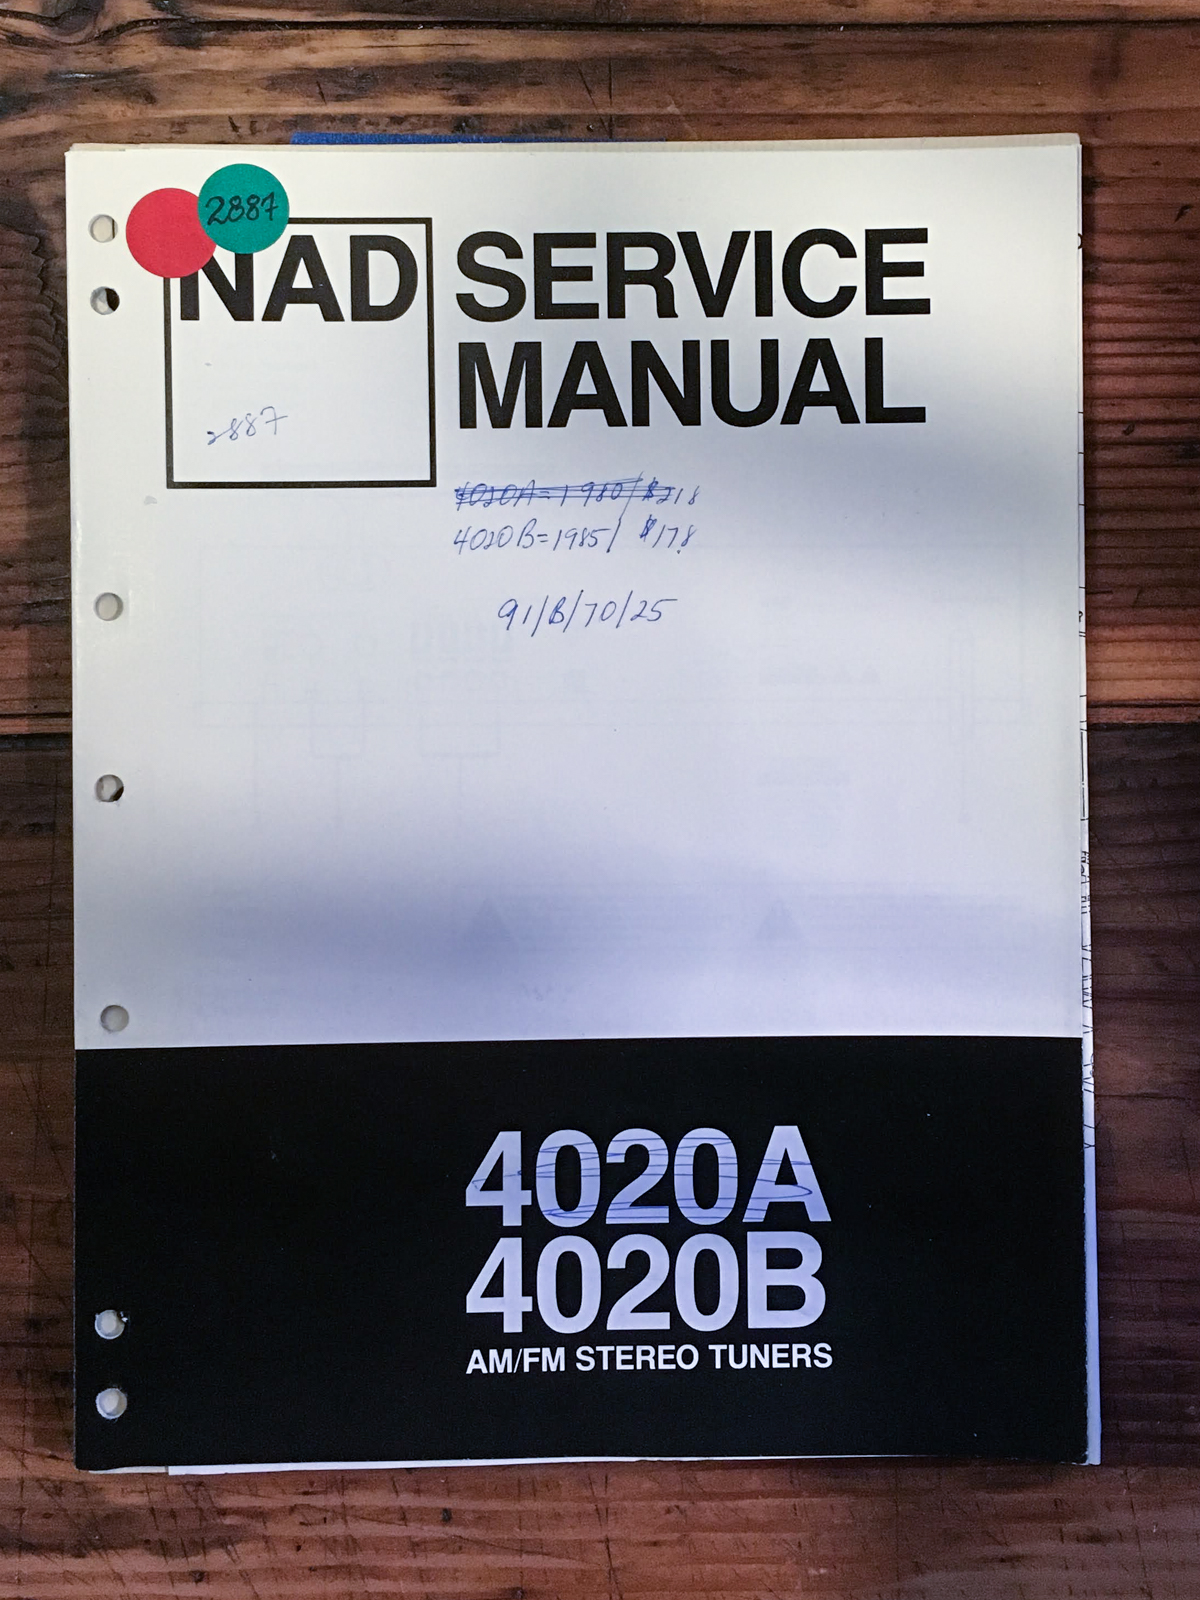 2887
NAD SERVICE
MANUAL
2887
4020A=1980/$218
4020B=1985/ $178
91/B/70/25
4020A
4020B
AM/FM STEREO TUNERS